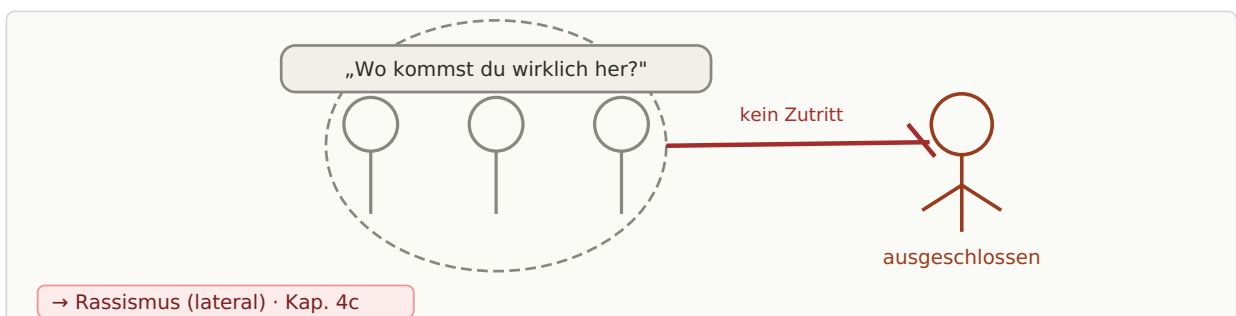 „Wo kommst du wirklich her?"
kein Zutritt
ausgeschlossen
→ Rassismus (lateral) · Kap. 4c